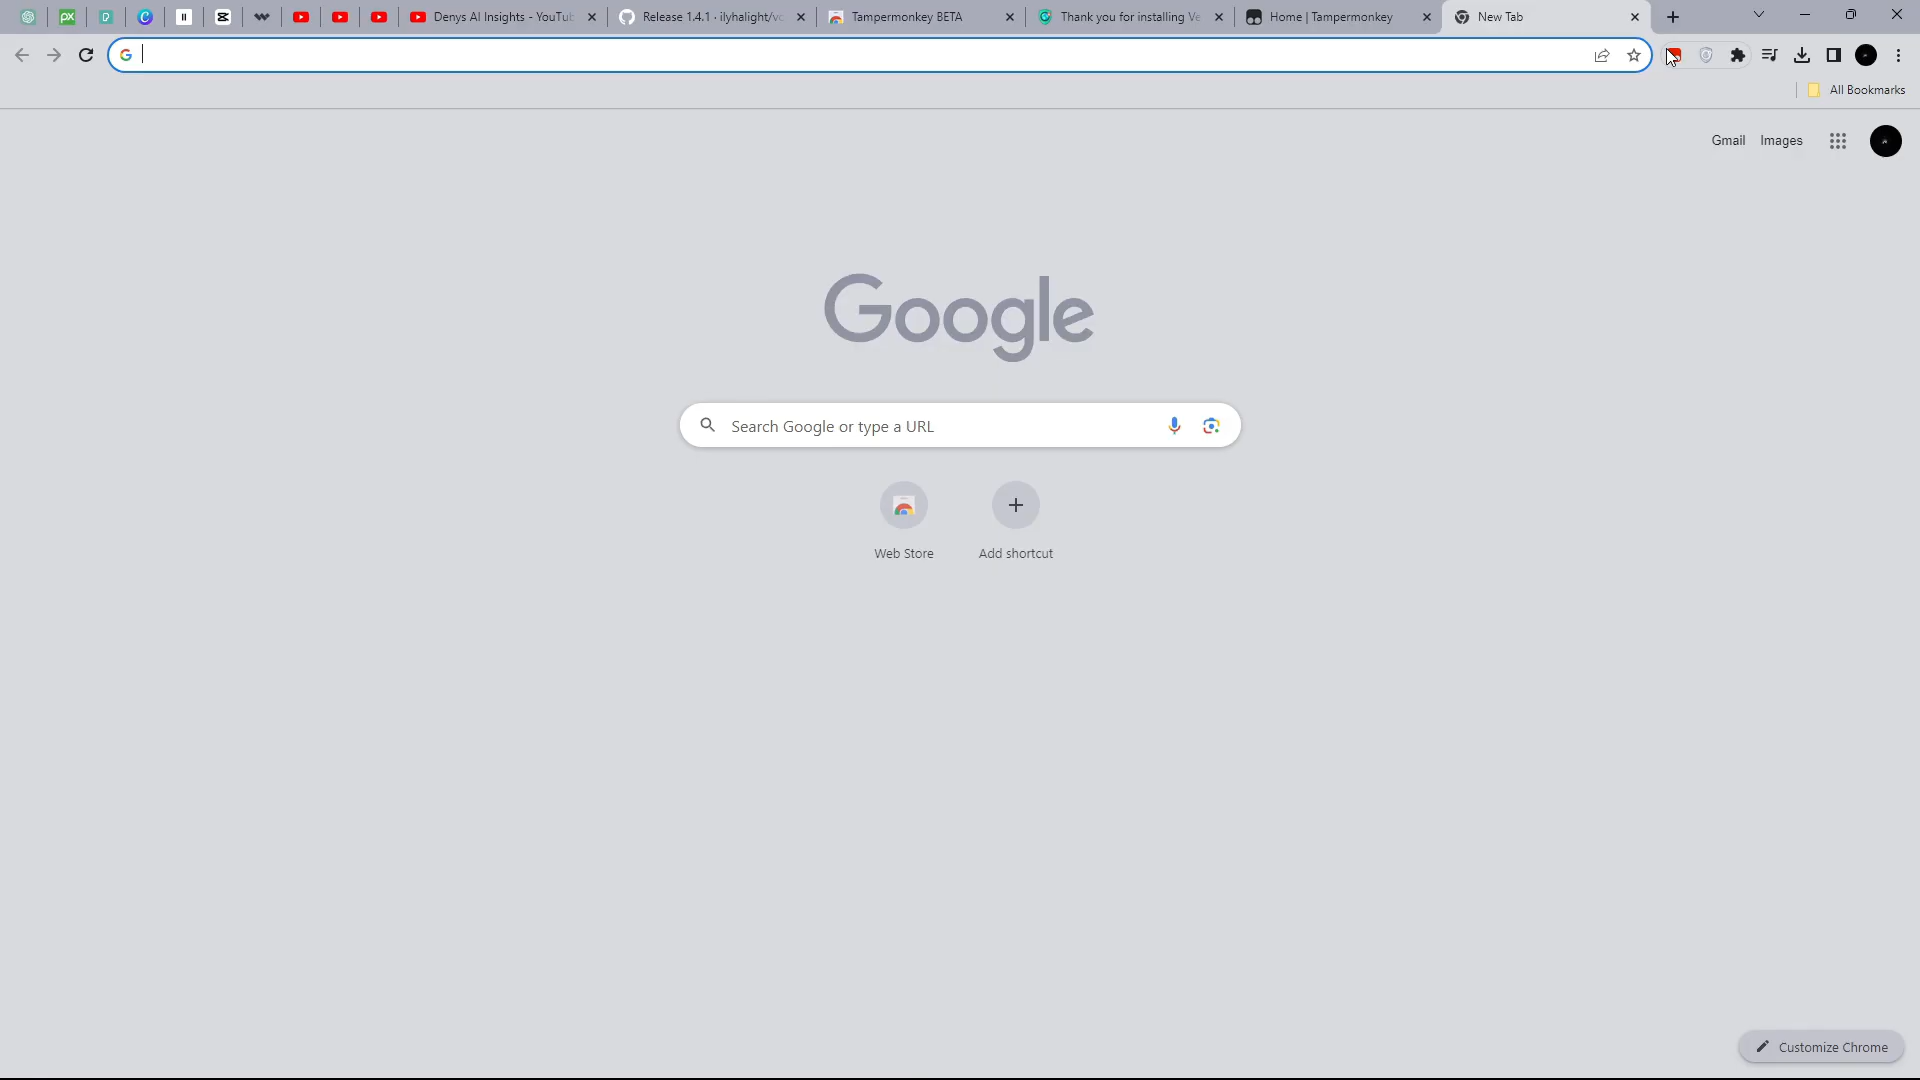 Denys AI Insights - YouTub
Release 1.4.1 · ilyhalight/vo
Tampermonkey BETA
Thank you for installing Ve
Home | Tampermonkey
New Tab
All Bookmarks
Gmail
Images
Google
Search Google or type a URL
Web Store
Add shortcut
Customize Chrome